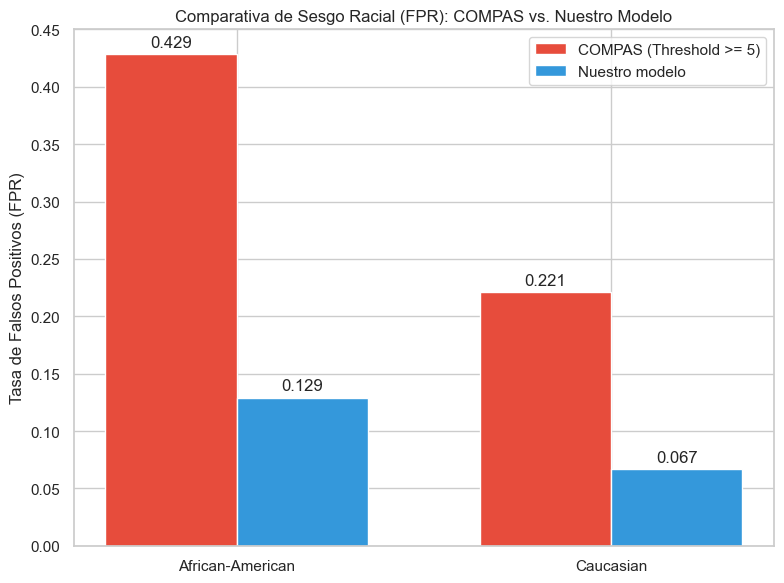 Comparativa de Sesgo Racial (FPR): COMPAS vs. Nuestro Modelo
COMPAS (Threshold >= 5)
Nuestro modelo
Tasa de Falsos Positivos (FPR)
0.45
0.40
0.35
0.30
0.25
0.20
0.15
0.10
0.05
0.00
0.429
0.129
0.221
0.067
African-American
Caucasian